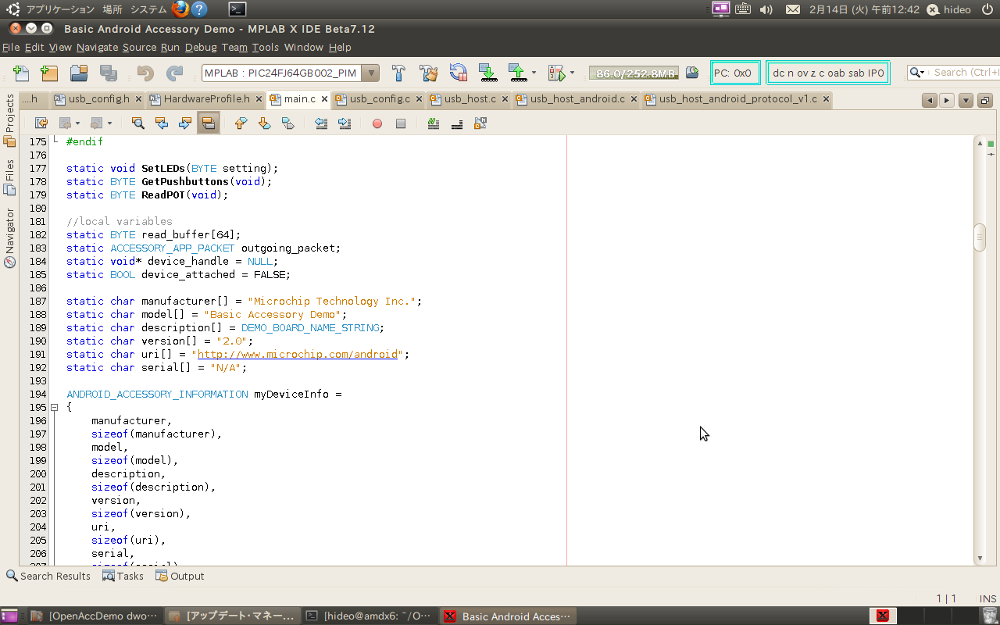 アプリケーション 場所 システム 2月14日 (火) 午前12:42 hideo
Basic Android Accessory Demo - MPLAB X IDE Beta7.12
File Edit View Navigate Source Run Debug Team Tools Window Help
MPLAB : PIC24FJ64GB002_PIM 86.0/252.8MB PC: 0x0 dc n ov z c oab sab IP0 Search (Ctrl+I
....h usb_config.h HardwareProfile.h main.c usb_config.c usb_host.c usb_host_android.c usb_host_android_protocol_v1.c
Projects
Files
Navigator
175 #endif
176
177 static void SetLEDs(BYTE setting);
178 static BYTE GetPushbuttons(void);
179 static BYTE ReadPOT(void);
180
181 //local variables
182 static BYTE read_buffer[64];
183 static ACCESSORY_APP_PACKET outgoing_packet;
184 static void* device_handle = NULL;
185 static BOOL device_attached = FALSE;
186
187 static char manufacturer[] = "Microchip Technology Inc.";
188 static char model[] = "Basic Accessory Demo";
189 static char description[] = DEMO_BOARD_NAME_STRING;
190 static char version[] = "2.0";
191 static char uri[] = "http://www.microchip.com/android";
192 static char serial[] = "N/A";
193
194 ANDROID_ACCESSORY_INFORMATION myDeviceInfo =
195 {
196 manufacturer,
197 sizeof(manufacturer),
198 model,
199 sizeof(model),
200 description,
201 sizeof(description),
202 version,
203 sizeof(version),
204 uri,
205 sizeof(uri),
206 serial,
207 sizeof(serial)
Search Results Tasks Output
1 | 1 INS
[OpenAccDemo dwo... [アップデート・マネー... [hideo@amdx6: ~/O... Basic Android Acces...